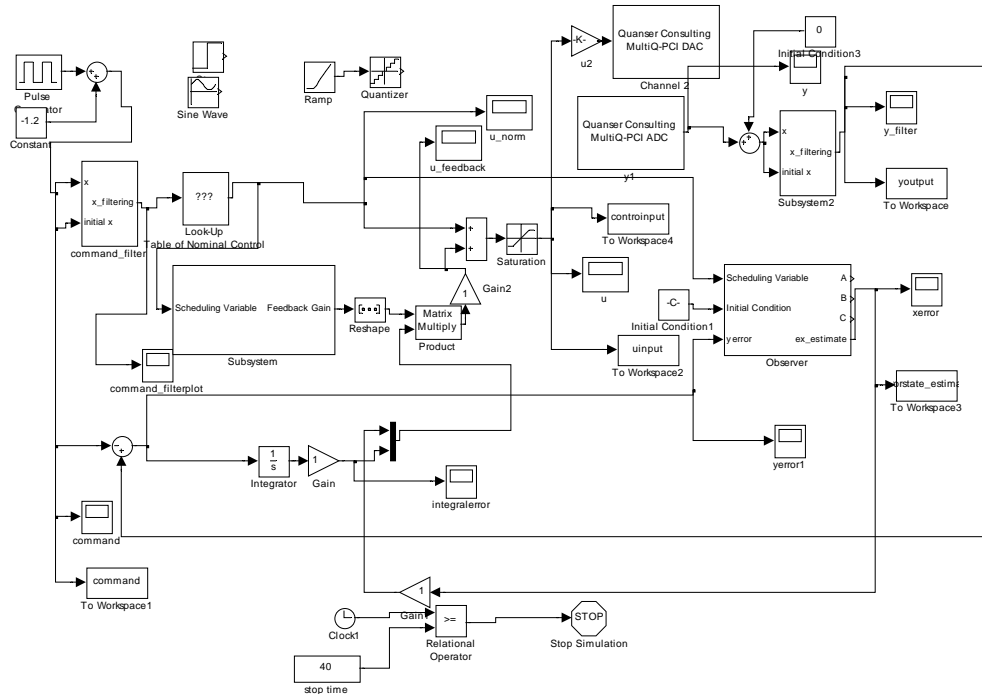 Pulse
Constant
-1.2
Sine Wave
Ramp
Quantizer
-K-
u2
Quanser Consulting
MultiQ-PCI DAC
Channel 2
0
Initial Condition3
y
u_norm
u_feedback
Quanser Consulting
MultiQ-PCI ADC
y1
x
x_filtering
initial x
Subsystem2
y_filter
youtput
To Workspace
x
x_filtering
initial x
command_filter
???
Look-Up
Table of Nominal Control
+
+
Saturation
controinput
To Workspace4
u
uinput
To Workspace2
Scheduling Variable
Feedback Gain
Subsystem
[...]
Reshape
Matrix
Multiply
Product
1
Gain2
-C-
Initial Condition1
Scheduling Variable
Initial Condition
yerror
A
B
C
ex_estimate
Observer
xerror
To Workspace3
command_filterplot
1
s
Integrator
1
Gain
integralerror
yerror1
command
command
To Workspace1
1
Clock1
>=
Relational
Operator
STOP
Stop Simulation
40
stop time